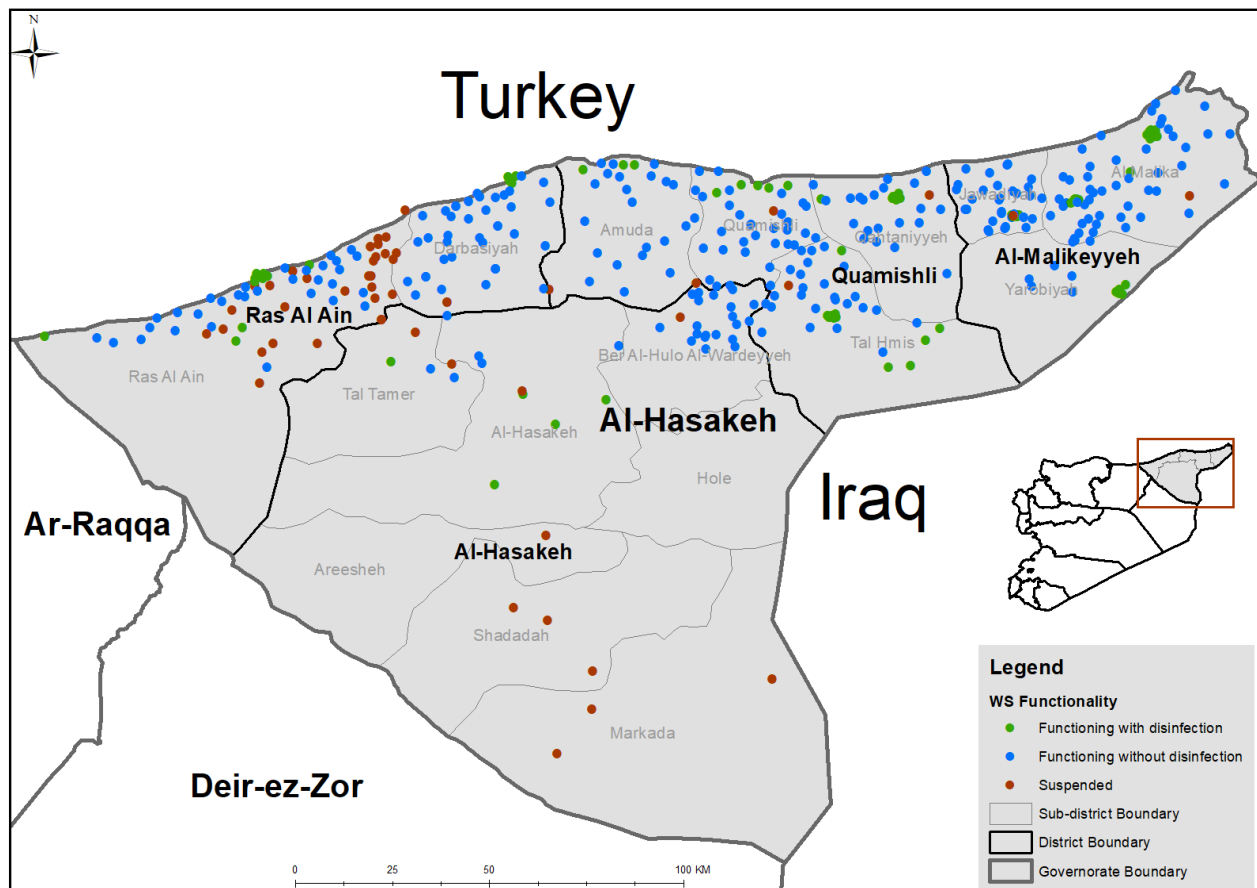 N
Turkey
Al-Malika
Jawadiyah
Quamishli
Amuda
Qahtaniyyeh
Darbasiyah
Al-Malikeyyeh
Quamishli
Yarobiyah
Ras Al Ain
Tal Hmis
Ber Al-Hulo Al-Wardeyyeh
Ras Al Ain
Tal Tamer
Al-Hasakeh
Al-Hasakeh
Hole
Iraq
Ar-Raqqa
Al-Hasakeh
Areesheh
Shadadah
Markada
Deir-ez-Zor
Legend
WS Functionality
Functioning with disinfection
Functioning without disinfection
Suspended
Sub-district Boundary
District Boundary
Governorate Boundary
0 25 50 100 KM